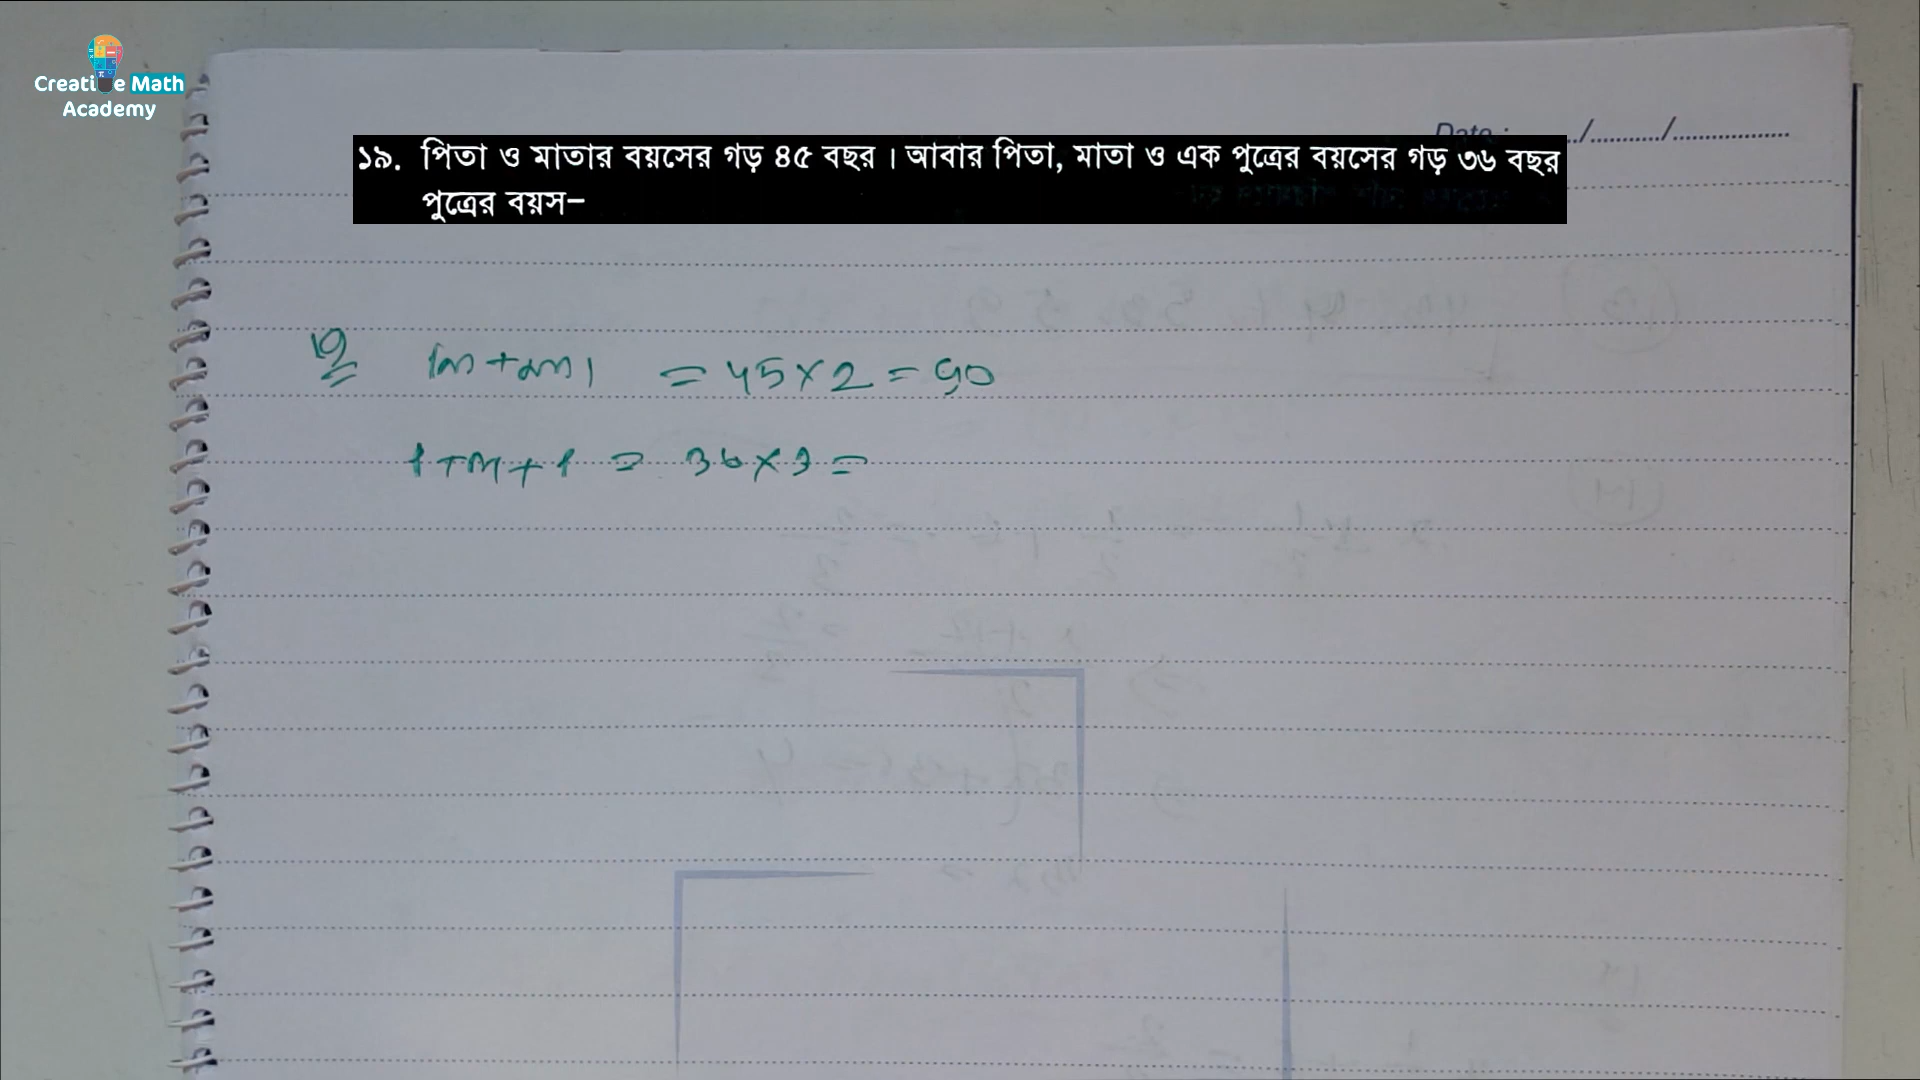 Creative Math
Academy
Date : ......../........../.................
১৯. পিতা ও মাতার বয়সের গড় ৪৫ বছর । আবার পিতা, মাতা ও এক পুত্রের বয়সের গড় ৩৬ বছর
পুত্রের বয়স–
19 = 45 × 2 = 90
= 36 × 3 =